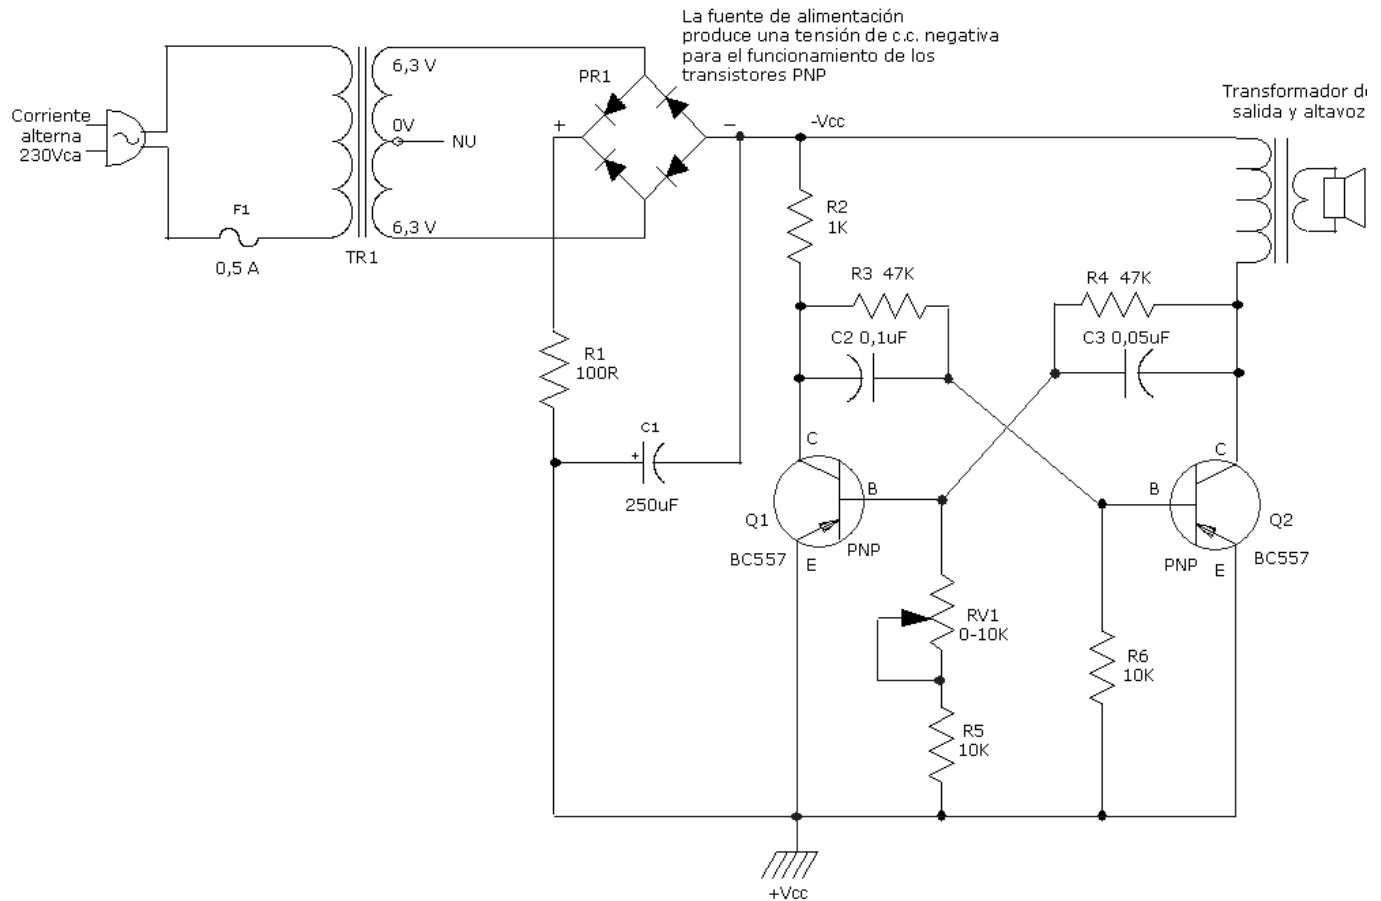 La fuente de alimentación
produce una tensión de c.c. negativa
para el funcionamiento de los
transistores PNP
Transformador de
salida y altavoz
Corriente
alterna
230Vca
F1
0,5 A
TR1
6,3 V
0V
NU
6,3 V
PR1
+
−
-Vcc
R2
1K
R3 47K
C2 0,1uF
R4 47K
C3 0,05uF
R1
100R
C1
+
250uF
C
B
E
Q1
BC557
PNP
C
B
E
Q2
BC557
PNP
RV1
0-10K
R5
10K
R6
10K
+Vcc